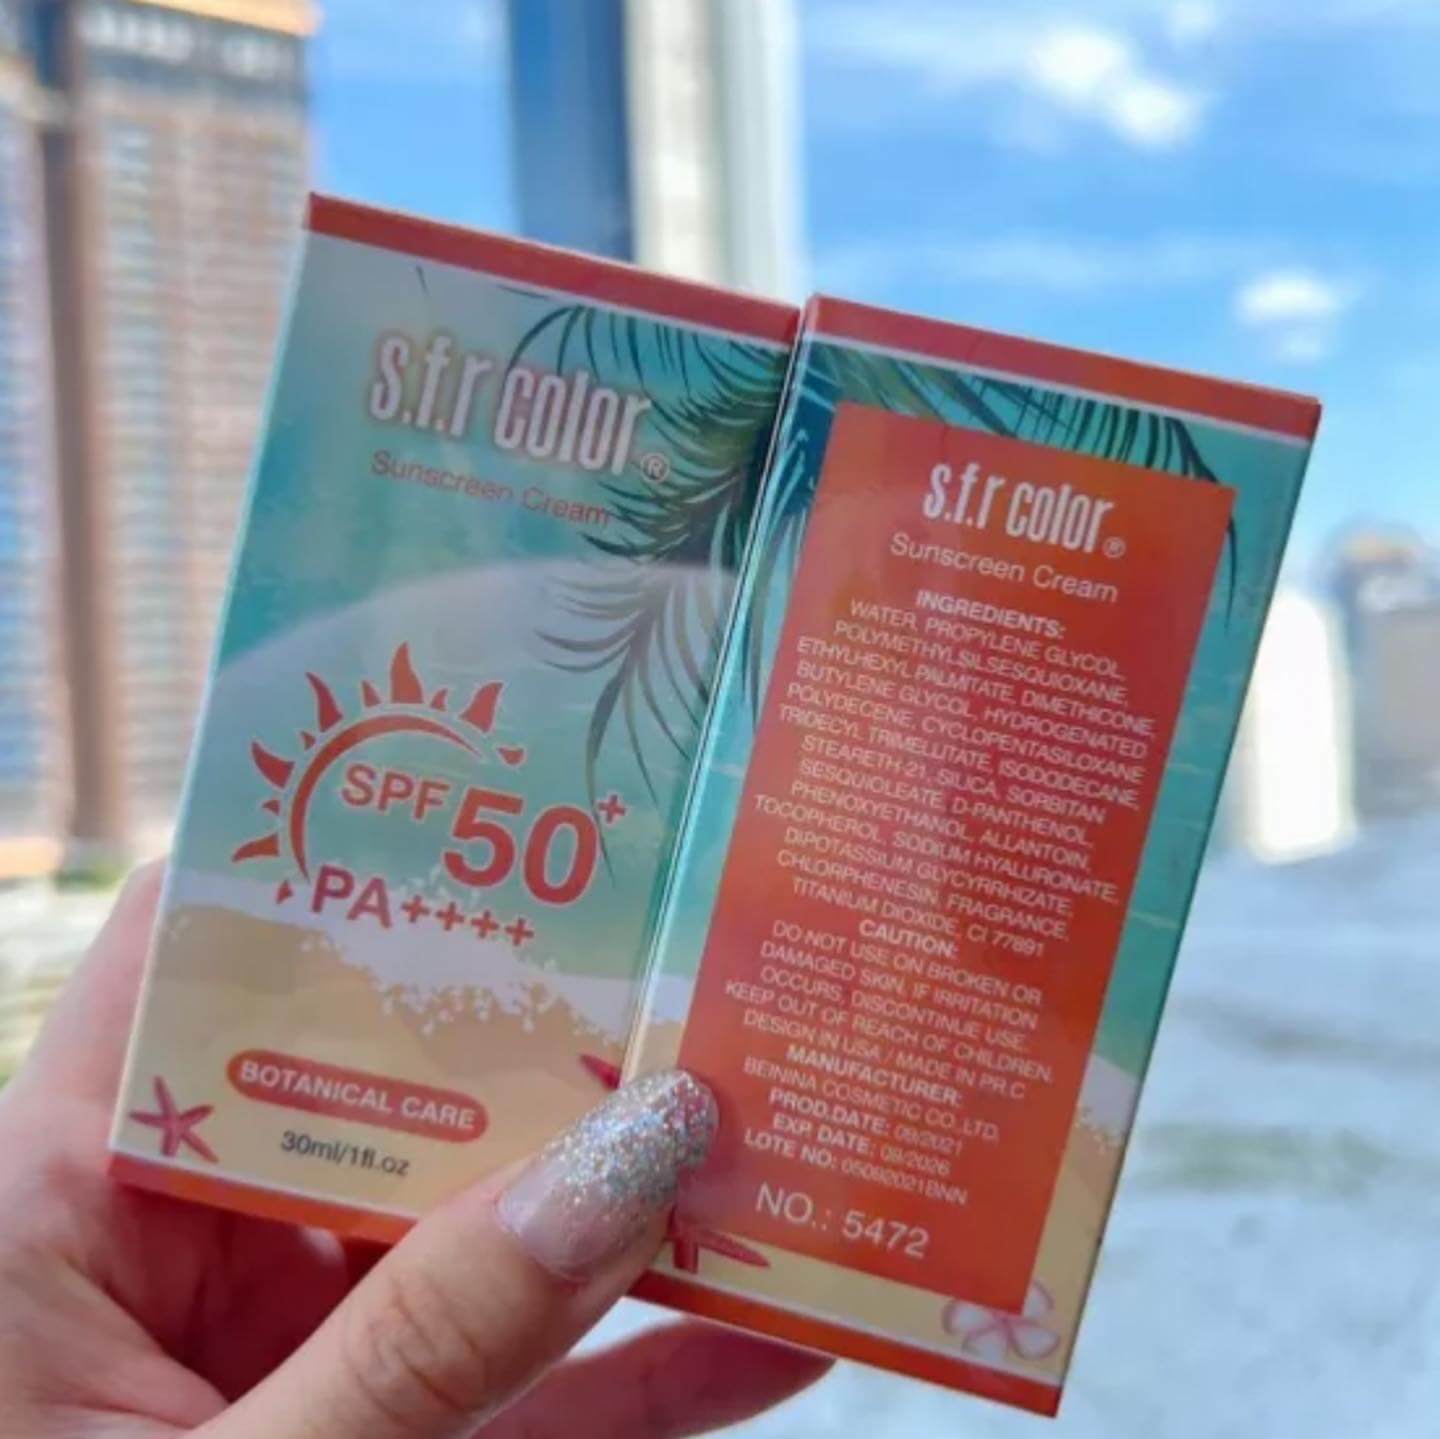 s.f.r color®
Sunscreen Cream
SPF 50+
PA++++
BOTANICAL CARE
30ml/1fl.oz
s.f.r color®
Sunscreen Cream
INGREDIENTS:
WATER, PROPYLENE GLYCOL,
POLYMETHYLSILSESQUIOXANE,
ETHYLHEXYL PALMITATE, DIMETHICONE,
BUTYLENE GLYCOL, HYDROGENATED
POLYDECENE, CYCLOPENTASILOXANE
TRIDECYL TRIMELLITATE, ISODODECANE,
STEARETH-21, SILICA, SORBITAN
SESQUIOLEATE, D-PANTHENOL,
PHENOXYETHANOL, ALLANTOIN,
TOCOPHEROL, SODIUM HYALURONATE,
DIPOTASSIUM GLYCYRRHIZATE,
CHLORPHENESIN, FRAGRANCE,
TITANIUM DIOXIDE, CI 77891
CAUTION:
DO NOT USE ON BROKEN OR
DAMAGED SKIN. IF IRRITATION
OCCURS, DISCONTINUE USE.
KEEP OUT OF REACH OF CHILDREN.
DESIGN IN USA / MADE IN P.R.C
MANUFACTURER:
BEININA COSMETIC CO.,LTD.
PROD.DATE: 09/2021
EXP. DATE: 09/2026
LOTE NO:
NO.: 5472